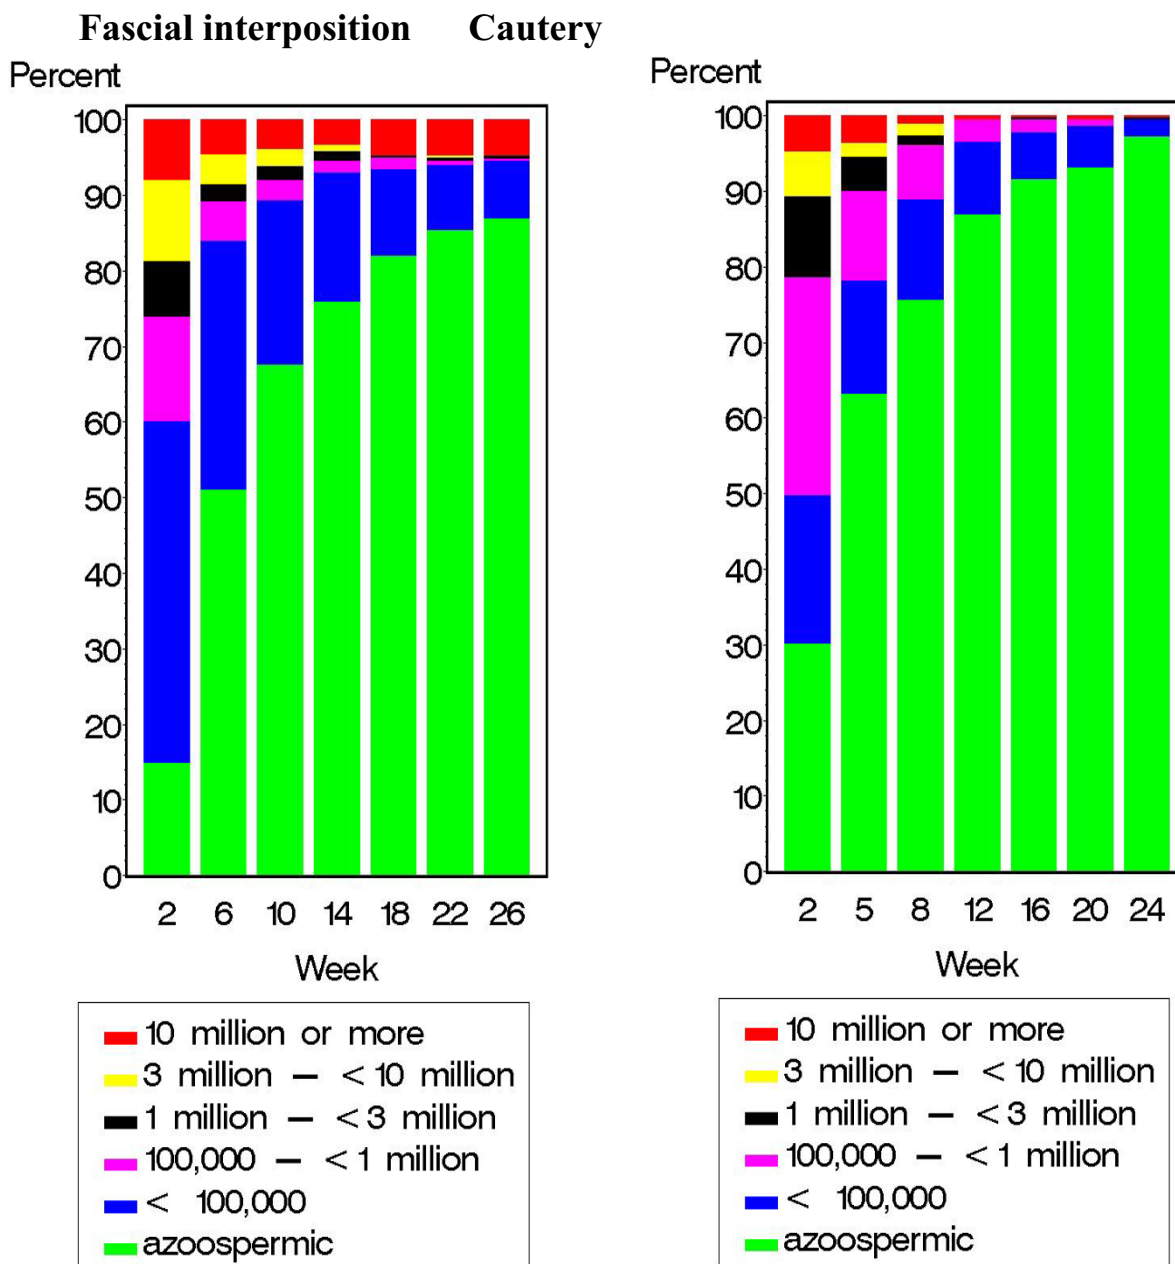 Fascial interposition Cautery
Percent
100
90
80
70
60
50
40
30
20
10
0
2 6 10 14 18 22 26
Week
10 million or more
3 million — < 10 million
1 million — < 3 million
100,000 — < 1 million
< 100,000
azoospermic
Percent
100
90
80
70
60
50
40
30
20
10
0
2 5 8 12 16 20 24
Week
10 million or more
3 million — < 10 million
1 million — < 3 million
100,000 — < 1 million
< 100,000
azoospermic